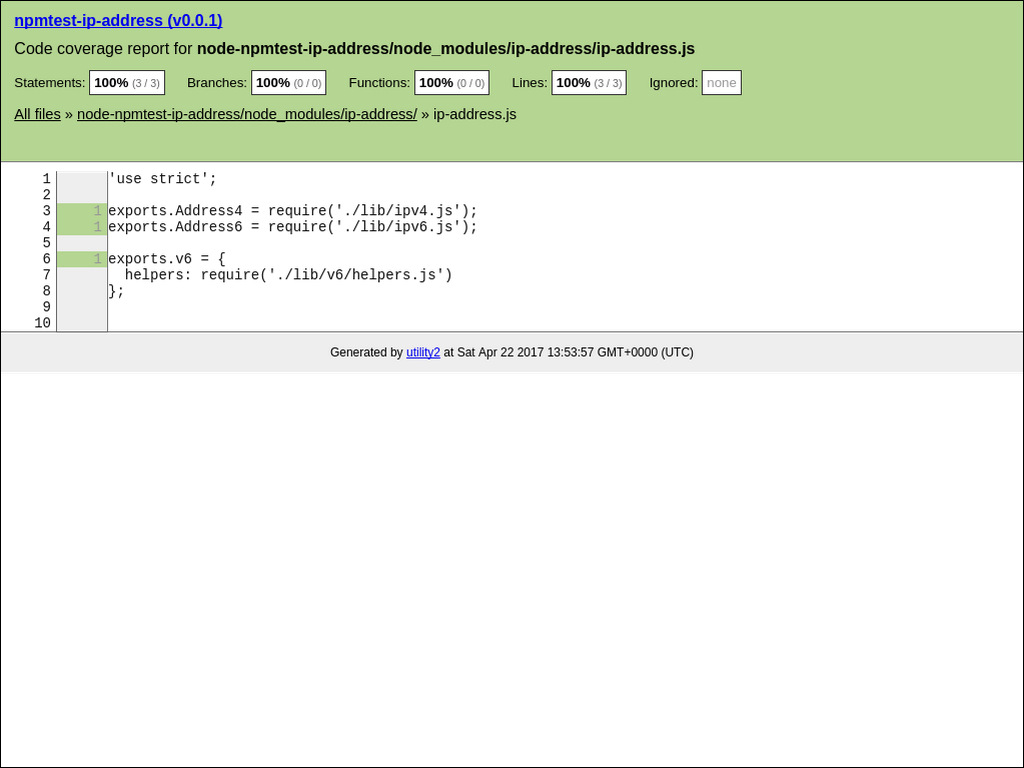 npmtest-ip-address (v0.0.1)
Code coverage report for node-npmtest-ip-address/node_modules/ip-address/ip-address.js
Statements: 100% (3 / 3) Branches: 100% (0 / 0) Functions: 100% (0 / 0) Lines: 100% (3 / 3) Ignored: none
All files » node-npmtest-ip-address/node_modules/ip-address/ » ip-address.js
1 'use strict';
2
3 1 exports.Address4 = require('./lib/ipv4.js');
4 1 exports.Address6 = require('./lib/ipv6.js');
5
6 1 exports.v6 = {
7   helpers: require('./lib/v6/helpers.js')
8 };
9
10
Generated by utility2 at Sat Apr 22 2017 13:53:57 GMT+0000 (UTC)